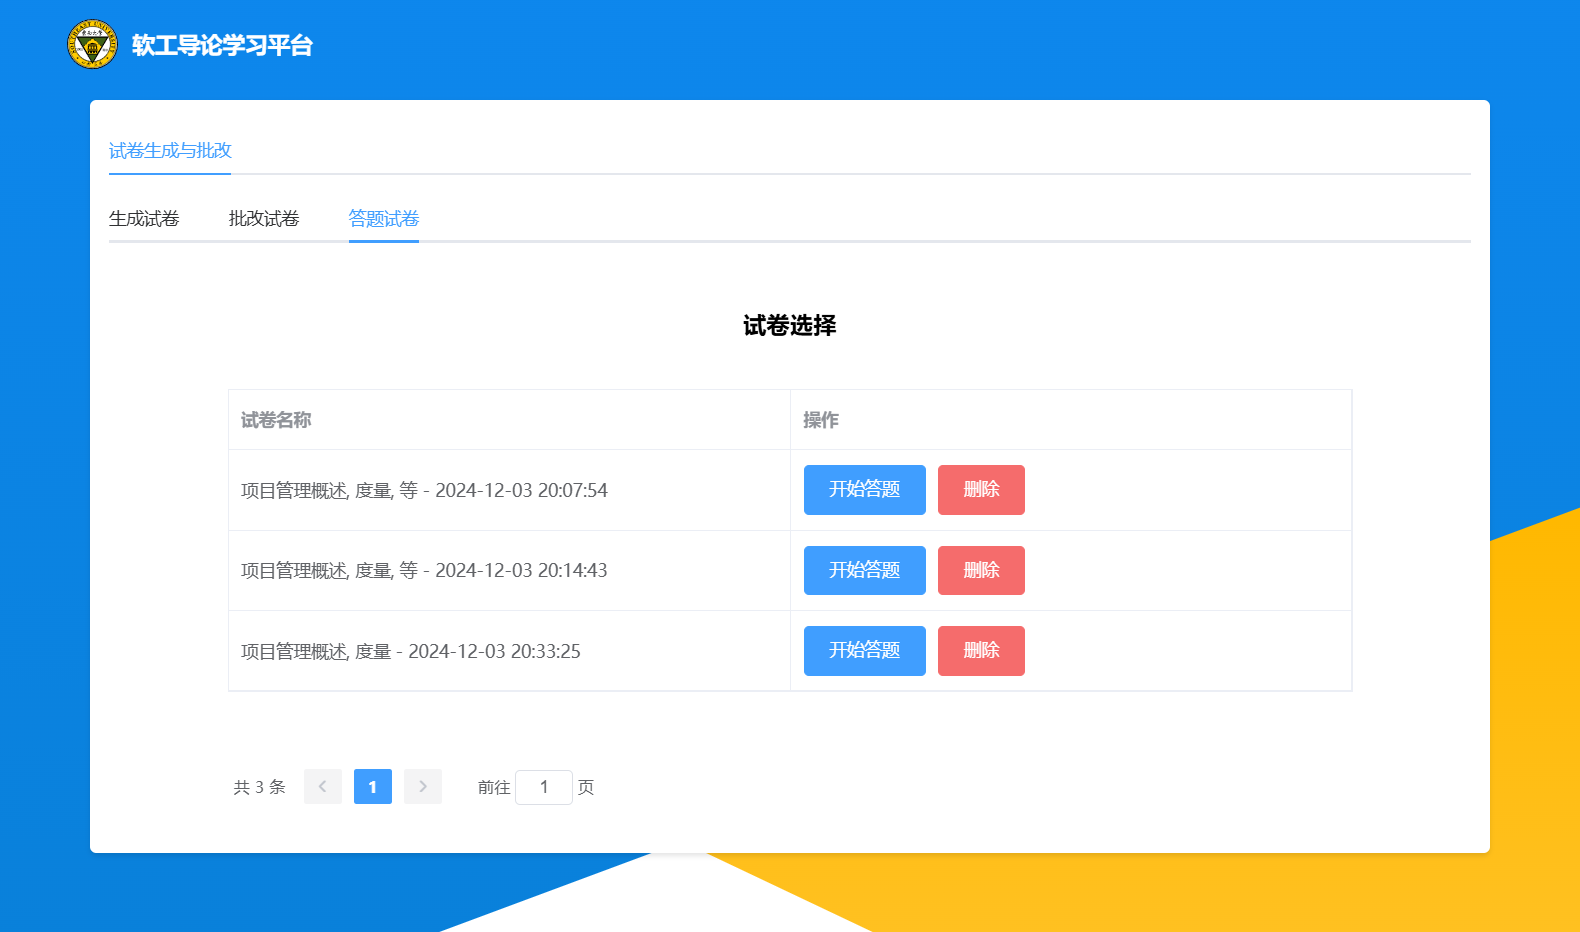 软工导论学习平台
试卷生成与批改
生成试卷 批改试卷 答题试卷
试卷选择
试卷名称 操作
项目管理概述, 度量, 等 - 2024-12-03 20:07:54 开始答题 删除
项目管理概述, 度量, 等 - 2024-12-03 20:14:43 开始答题 删除
项目管理概述, 度量 - 2024-12-03 20:33:25 开始答题 删除
共 3 条 1 前往 1 页